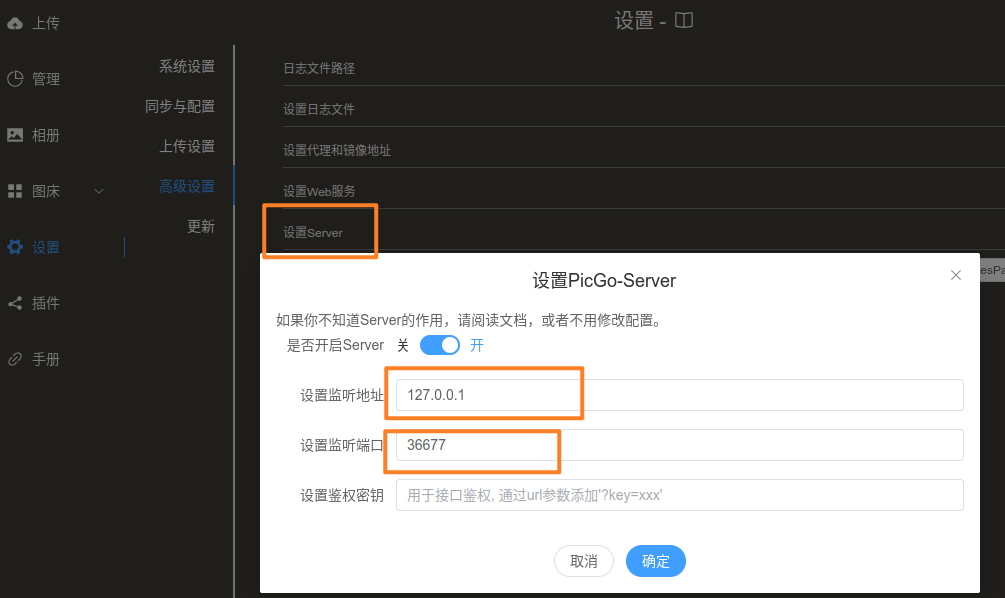 设置 -
上传
管理
相册
图床
设置
插件
手册
系统设置
同步与配置
上传设置
高级设置
更新
日志文件路径
设置日志文件
设置代理和镜像地址
设置Web服务
设置Server
esPa
设置PicGo-Server
如果你不知道Server的作用，请阅读文档，或者不用修改配置。
是否开启Server 关 开
设置监听地址 127.0.0.1
设置监听端口 36677
设置鉴权密钥 用于接口鉴权, 通过url参数添加'?key=xxx'
取消 确定